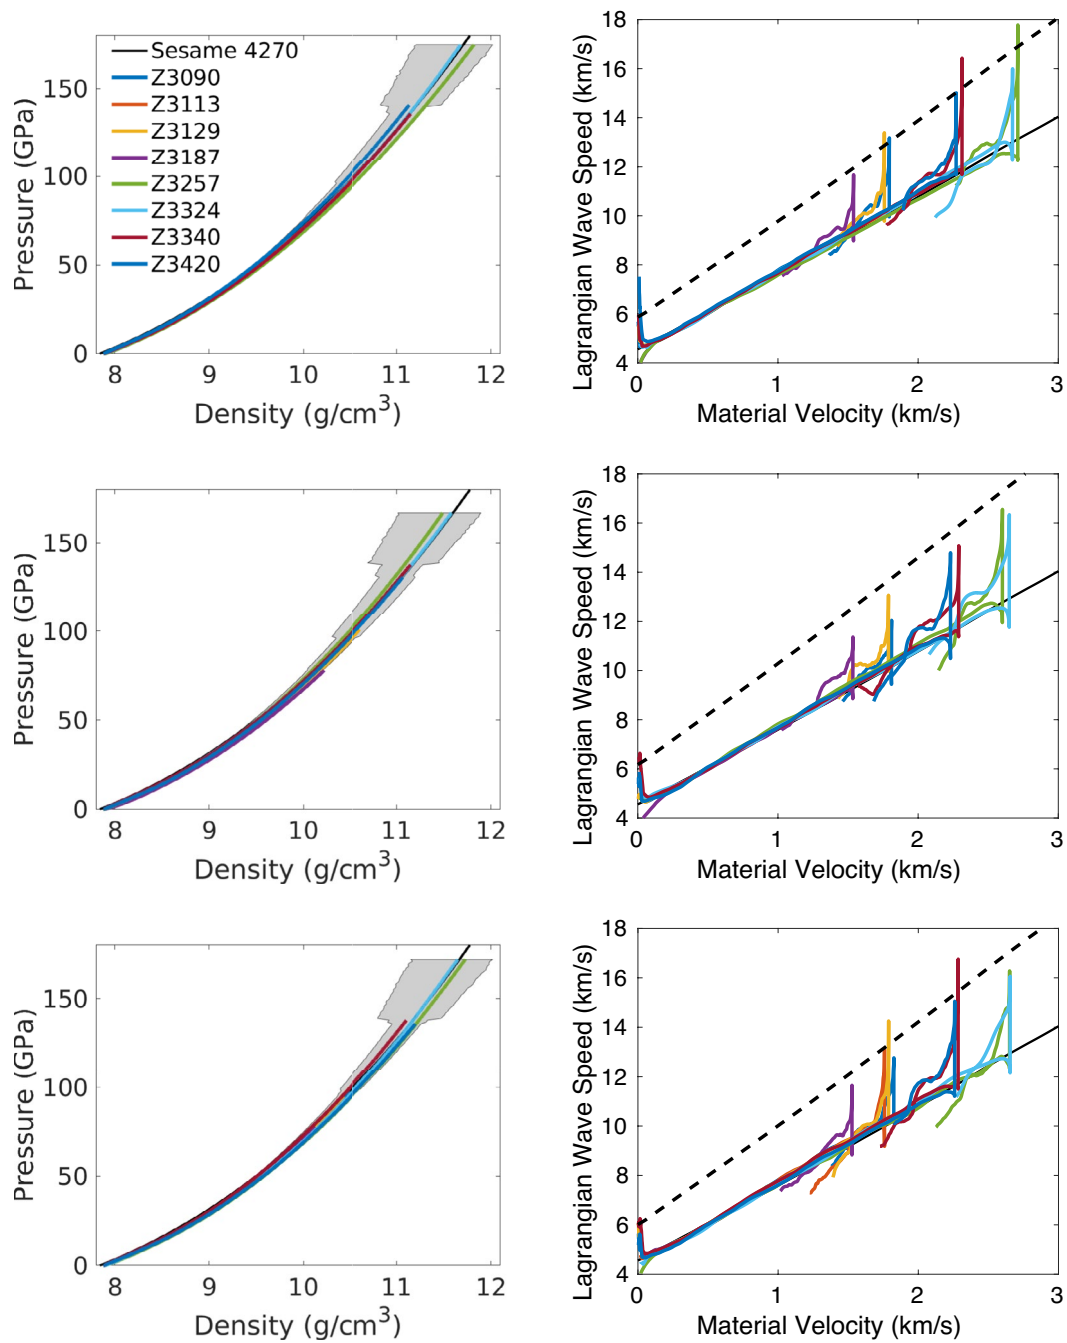 Sesame 4270
Z3090
Z3113
Z3129
Z3187
Z3257
Z3324
Z3340
Z3420
150
100
50
0
Pressure (GPa)
8 9 10 11 12
Density (g/cm³)
18
16
14
12
10
8
6
4
Lagrangian Wave Speed (km/s)
0 1 2 3
Material Velocity (km/s)
150
100
50
0
Pressure (GPa)
8 9 10 11 12
Density (g/cm³)
18
16
14
12
10
8
6
4
Lagrangian Wave Speed (km/s)
0 1 2 3
Material Velocity (km/s)
150
100
50
0
Pressure (GPa)
8 9 10 11 12
Density (g/cm³)
18
16
14
12
10
8
6
4
Lagrangian Wave Speed (km/s)
0 1 2 3
Material Velocity (km/s)